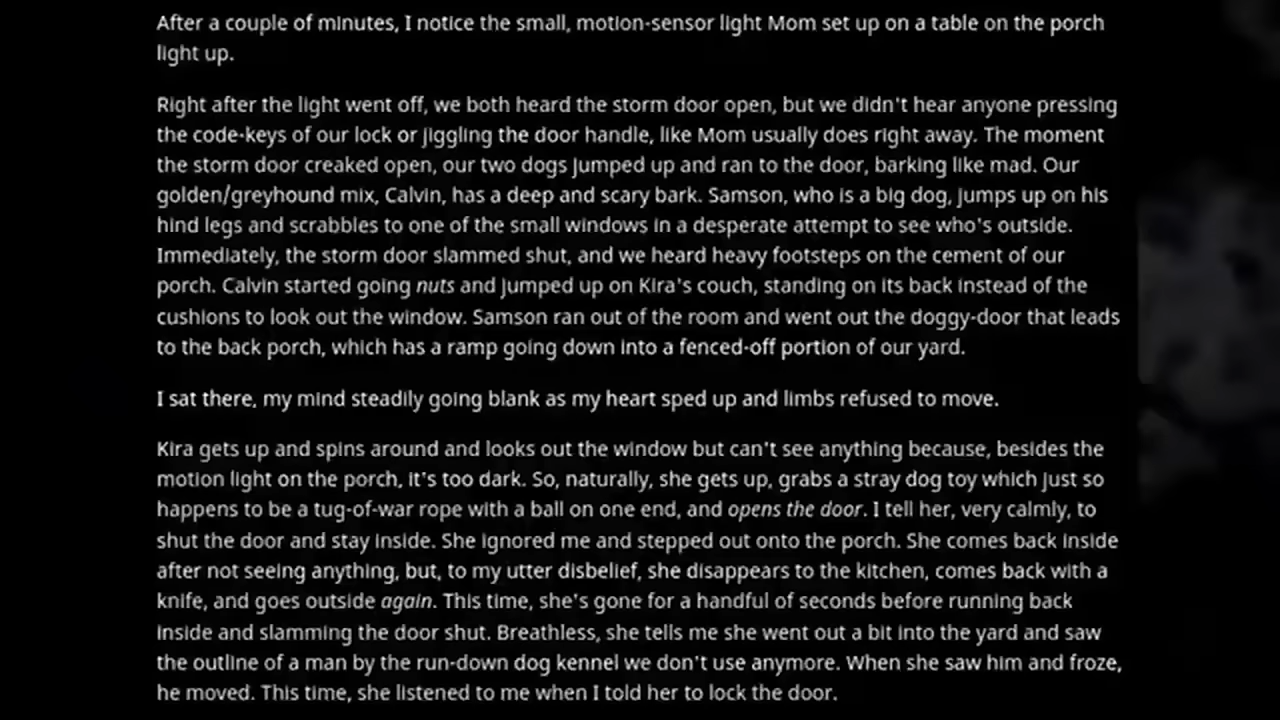 After a couple of minutes, I notice the small, motion-sensor light Mom set up on a table on the porch
light up.
Right after the light went off, we both heard the storm door open, but we didn't hear anyone pressing
the code-keys of our lock or jiggling the door handle, like Mom usually does right away. The moment
the storm door creaked open, our two dogs jumped up and ran to the door, barking like mad. Our
golden/greyhound mix, Calvin, has a deep and scary bark. Samson, who is a big dog, jumps up on his
hind legs and scrabbles to one of the small windows in a desperate attempt to see who's outside.
Immediately, the storm door slammed shut, and we heard heavy footsteps on the cement of our
porch. Calvin started going nuts and jumped up on Kira's couch, standing on its back instead of the
cushions to look out the window. Samson ran out of the room and went out the doggy-door that leads
to the back porch, which has a ramp going down into a fenced-off portion of our yard.
I sat there, my mind steadily going blank as my heart sped up and limbs refused to move.
Kira gets up and spins around and looks out the window but can't see anything because, besides the
motion light on the porch, it's too dark. So, naturally, she gets up, grabs a stray dog toy which just so
happens to be a tug-of-war rope with a ball on one end, and opens the door. I tell her, very calmly, to
shut the door and stay inside. She ignored me and stepped out onto the porch. She comes back inside
after not seeing anything, but, to my utter disbelief, she disappears to the kitchen, comes back with a
knife, and goes outside again. This time, she's gone for a handful of seconds before running back
inside and slamming the door shut. Breathless, she tells me she went out a bit into the yard and saw
the outline of a man by the run-down dog kennel we don't use anymore. When she saw him and froze,
he moved. This time, she listened to me when I told her to lock the door.